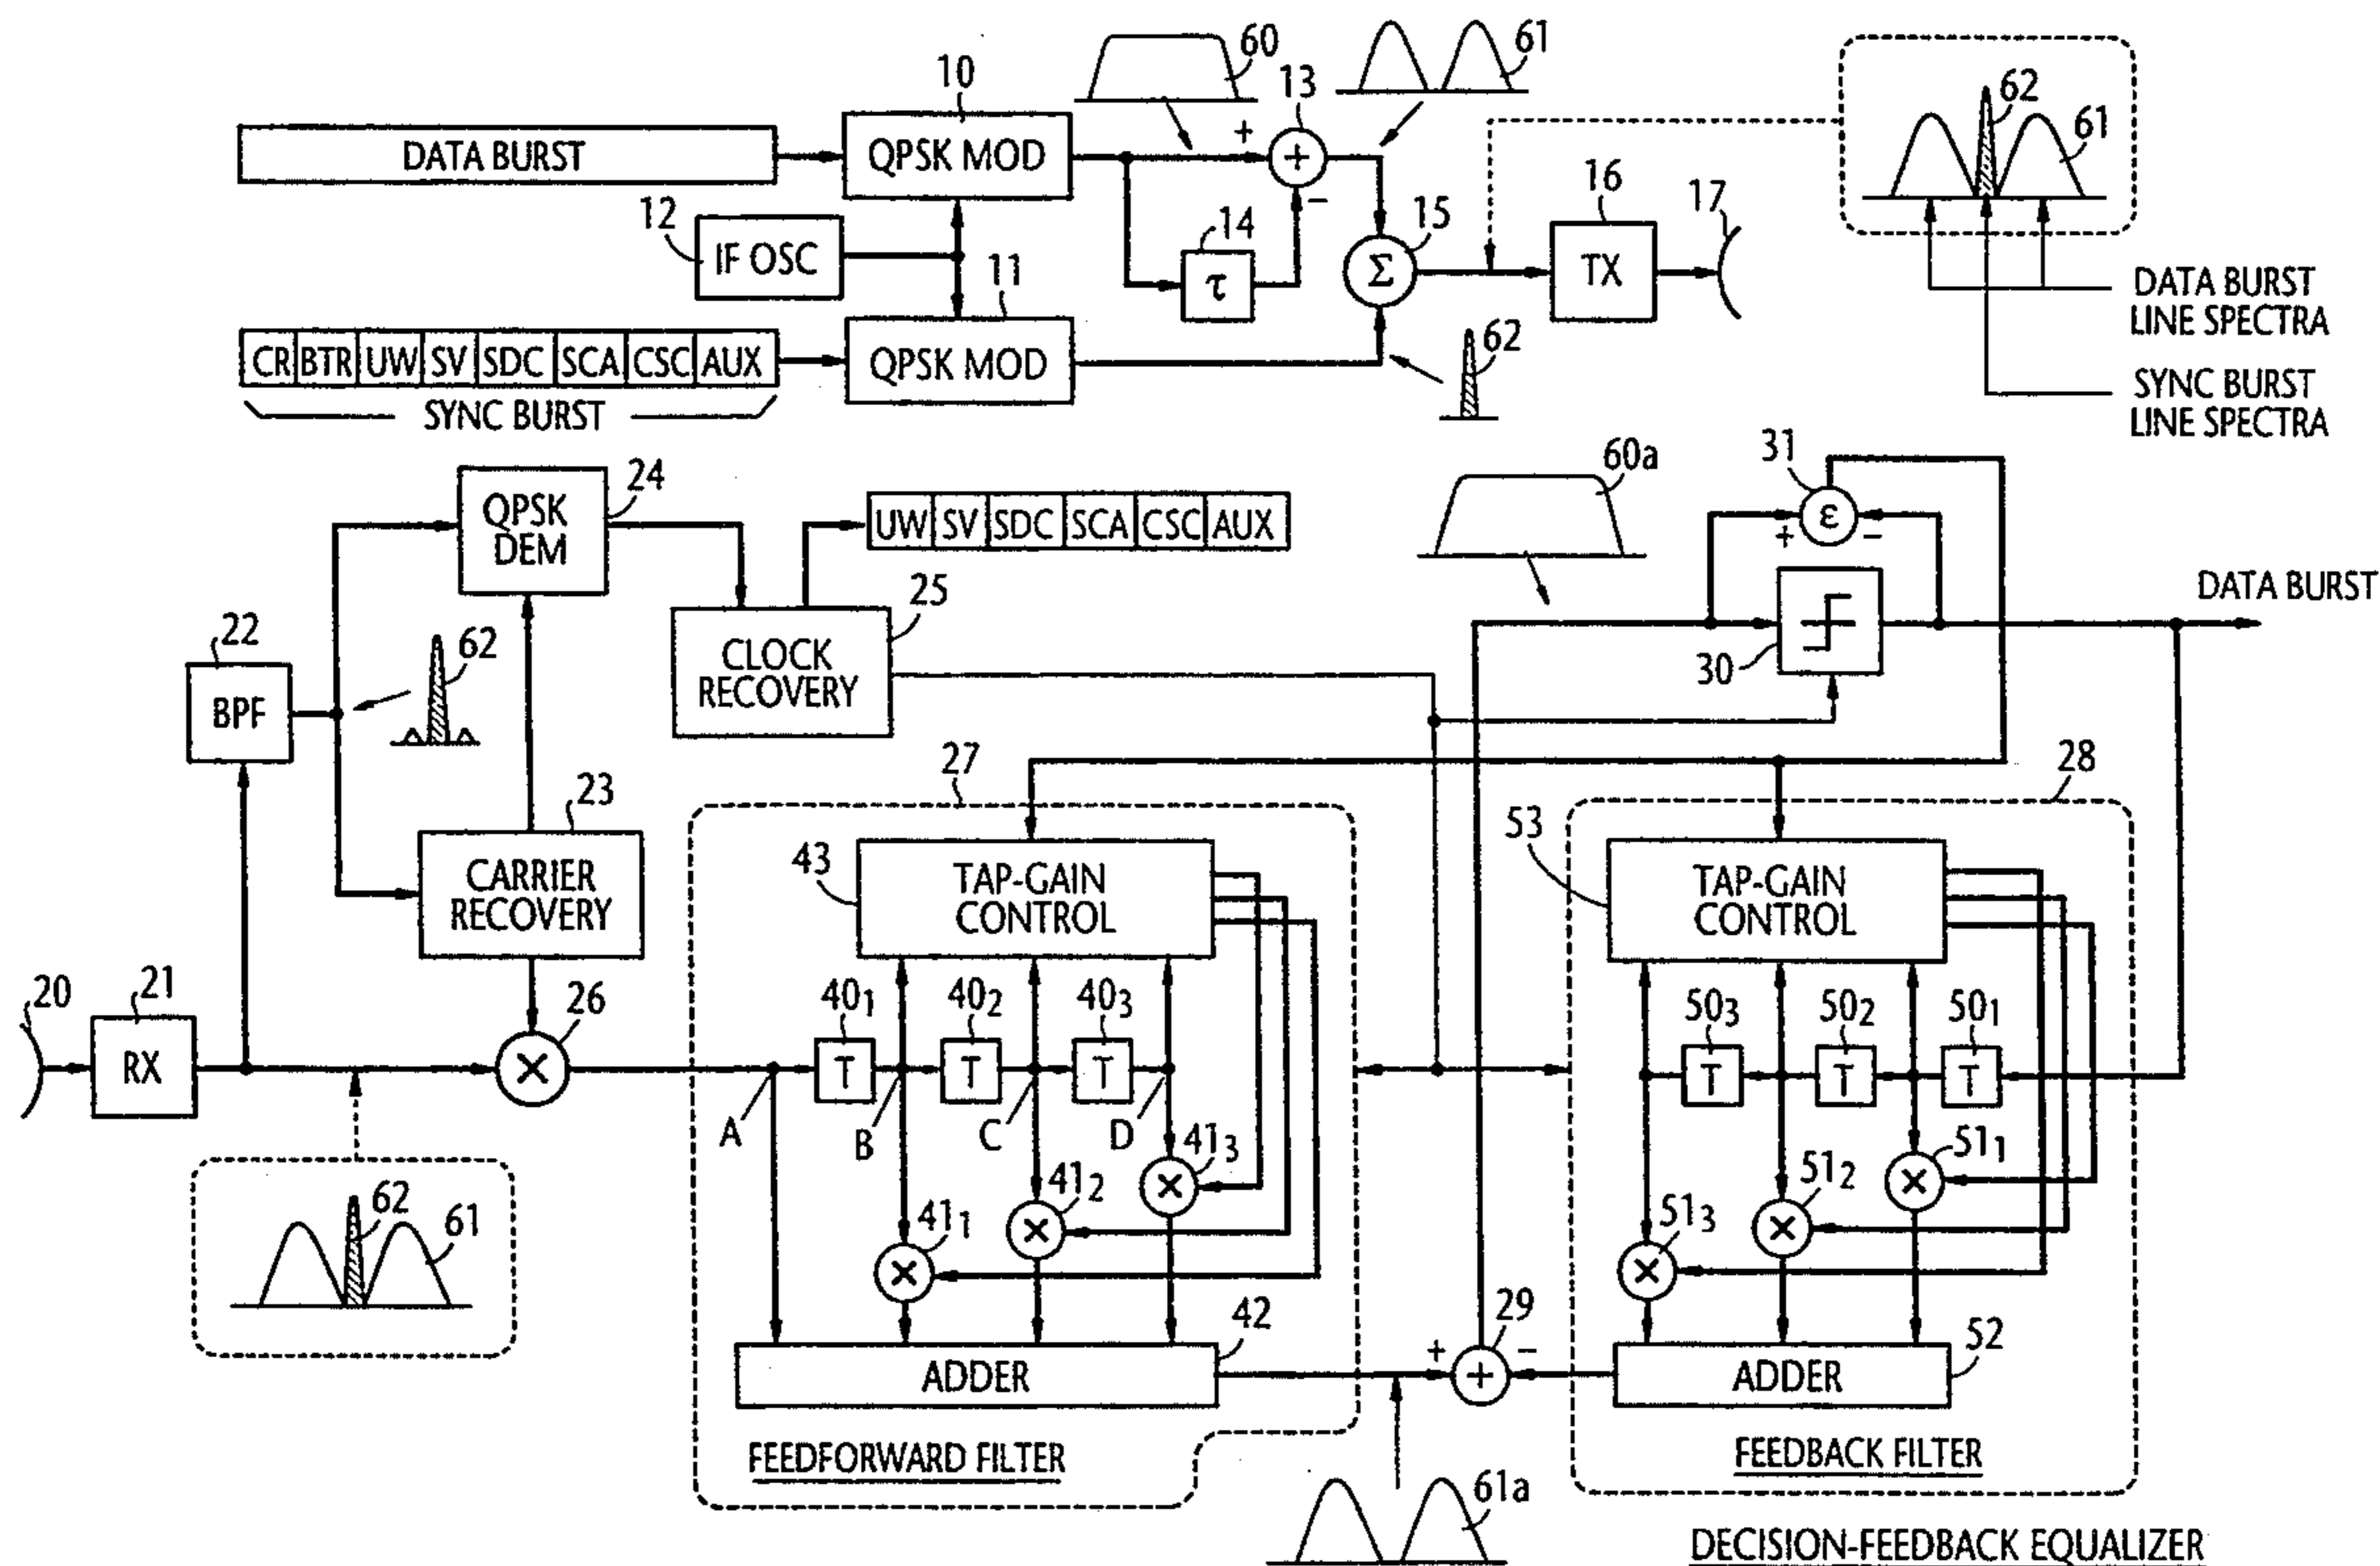 60
61
10
13
62
61
DATA BURST
QPSK MOD
+
+
−
12
14
15
16
17
IF OSC
11
τ
Σ
TX
DATA BURST
LINE SPECTRA
CR BTR UW SV SDC SCA CSC AUX
QPSK MOD
62
SYNC BURST
LINE SPECTRA
SYNC BURST
24
60a
31
QPSK
DEM
UW SV SDC SCA CSC AUX
ε
+ −
25
DATA BURST
22
62
CLOCK
RECOVERY
30
BPF
27
28
23
43
53
CARRIER
RECOVERY
TAP-GAIN
CONTROL
TAP-GAIN
CONTROL
20
21
26
40₁
40₂
40₃
50₃
50₂
50₁
RX
×
T
T
T
T
T
T
A
B
C
D
41₃
51₁
×
×
62
61
41₂
51₂
×
×
41₁
51₃
×
×
42
29
52
ADDER
+
+
−
ADDER
FEEDFORWARD FILTER
FEEDBACK FILTER
61a
DECISION-FEEDBACK EQUALIZER